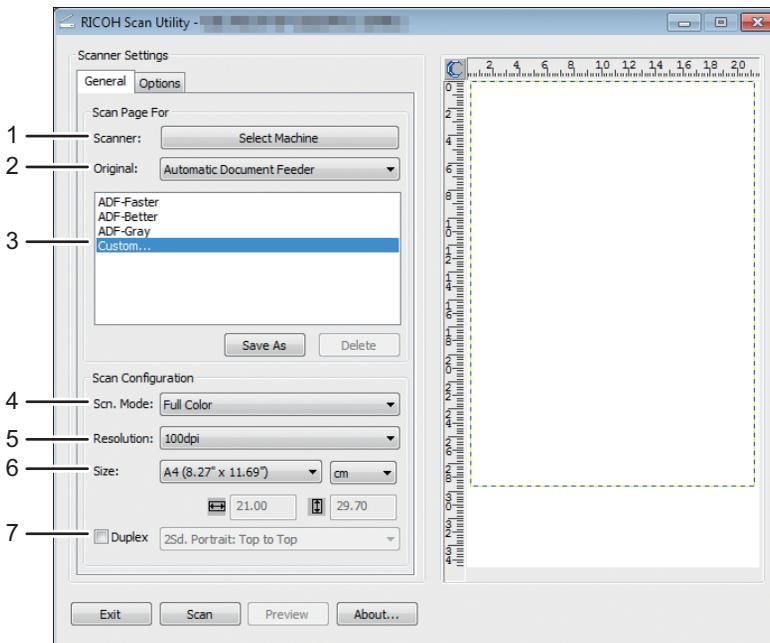 RICOH Scan Utility -
Scanner Settings
General Options
Scan Page For
1 Scanner: Select Machine
2 Original: Automatic Document Feeder
ADF-Faster
ADF-Better
ADF-Gray
3 Custom...
Save As Delete
Scan Configuration
4 Scn. Mode: Full Color
5 Resolution: 100dpi
6 Size: A4 (8.27" x 11.69") cm
21.00 29.70
7 Duplex 2Sd. Portrait: Top to Top
Exit Scan Preview About...
2 4 6 8 10 12 14 16 18 20
0
2
4
6
8
10
12
14
16
18
20
22
24
26
28
30
32
34